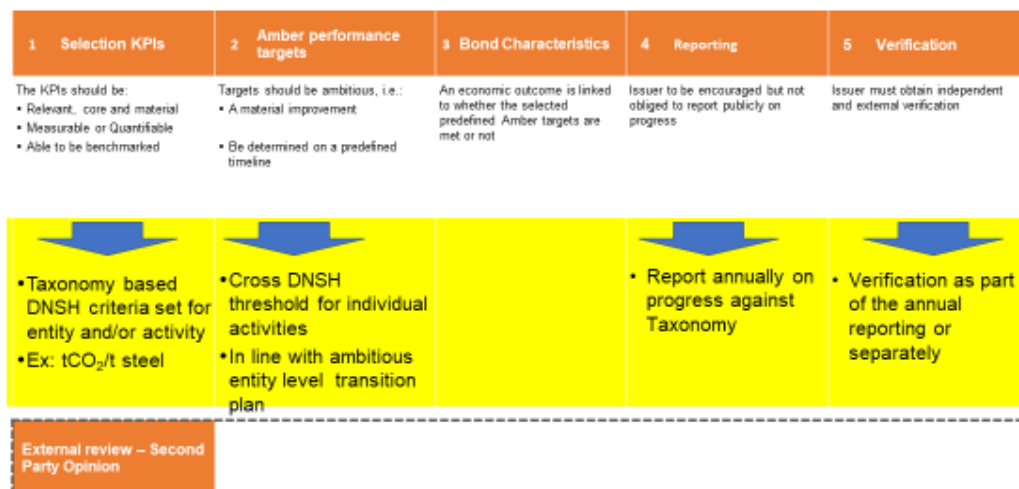 1 Selection KPIs
2 Amber performance
targets
3 Bond Characteristics
4 Reporting
5 Verification
The KPIs should be:
▪ Relevant, core and material
▪ Measurable or Quantifiable
▪ Able to be benchmarked
Targets should be ambitious, i.e.:
▪ A material improvement
▪ Be determined on a predefined
timeline
An economic outcome is linked
to whether the selected
predefined Amber targets are
met or not
Issuer to be encouraged but not
obliged to report publicly on
progress
Issuer must obtain independent
and external verification
•Taxonomy based
DNSH criteria set for
entity and/or activity
•Ex: tCO₂/t steel
•Cross DNSH
threshold for individual
activities
•In line with ambitious
entity level transition
plan
• Report annually on
progress against
Taxonomy
• Verification as part
of the annual
reporting or
separately
External review – Second
Party Opinion